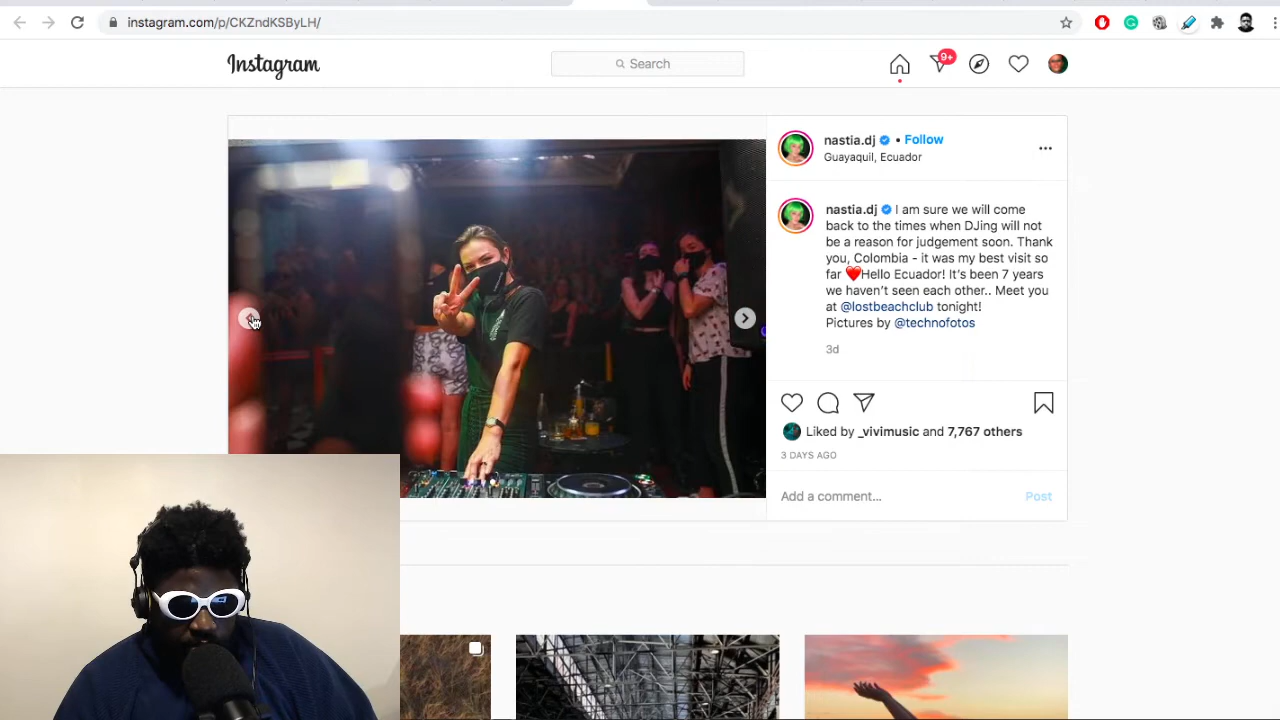 instagram.com/p/CKZndKSByLH/
Instagram
Search
9+
nastia.dj • Follow
Guayaquil, Ecuador
nastia.dj I am sure we will come
back to the times when DJing will not
be a reason for judgement soon. Thank
you, Colombia - it was my best visit so
far ❤️Hello Ecuador! It's been 7 years
we haven't seen each other.. Meet you
at @lostbeachclub tonight!
Pictures by @technofotos
3d
Liked by _vivimusic and 7,767 others
3 DAYS AGO
Add a comment... Post